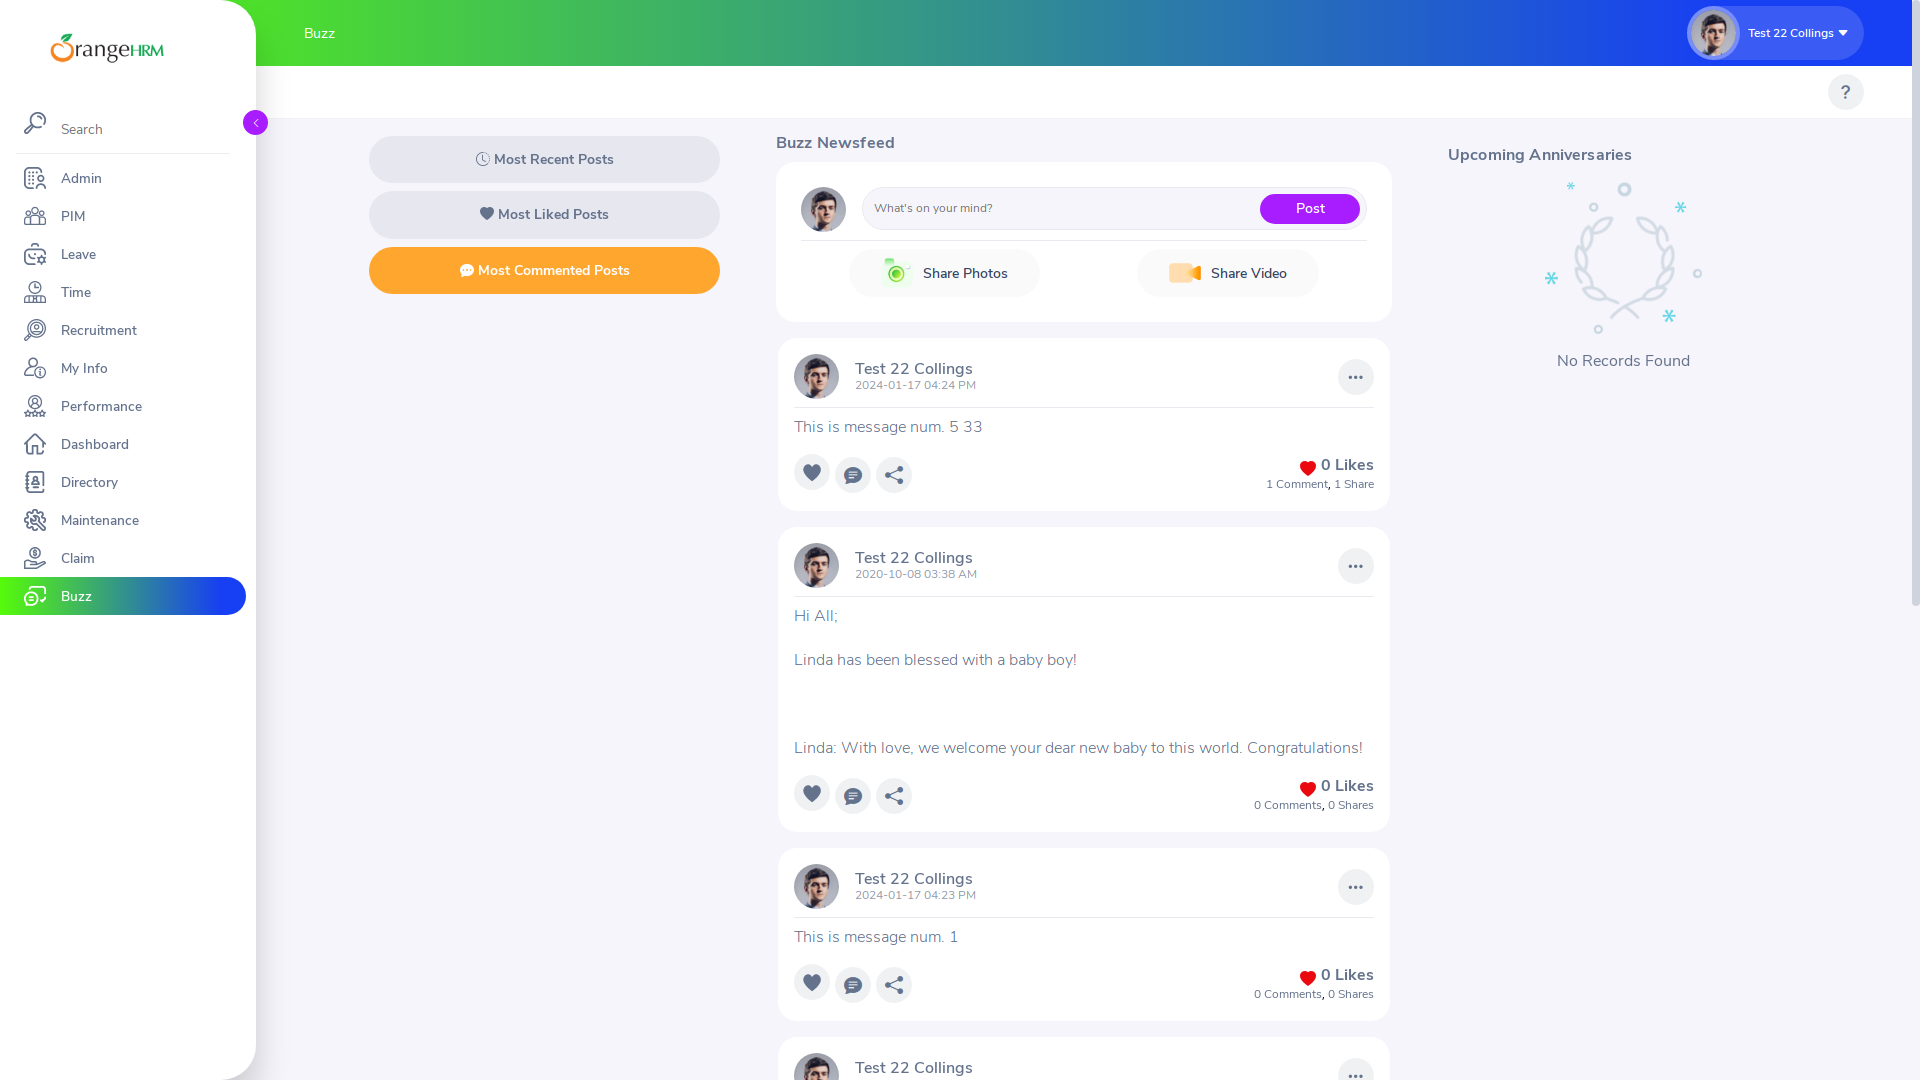 OrangeHRM
Search
Admin
PIM
Leave
Time
Recruitment
My Info
Performance
Dashboard
Directory
Maintenance
Claim
Buzz
Buzz
Test 22 Collings
?
Most Recent Posts
Most Liked Posts
Most Commented Posts
Buzz Newsfeed
What's on your mind?
Post
Share Photos
Share Video
Test 22 Collings
2024-01-17 04:24 PM
This is message num. 5 33
0 Likes
1 Comment, 1 Share
Test 22 Collings
2020-10-08 03:38 AM
Hi All;
Linda has been blessed with a baby boy!
Linda: With love, we welcome your dear new baby to this world. Congratulations!
0 Likes
0 Comments, 0 Shares
Test 22 Collings
2024-01-17 04:23 PM
This is message num. 1
0 Likes
0 Comments, 0 Shares
Test 22 Collings
Upcoming Anniversaries
No Records Found